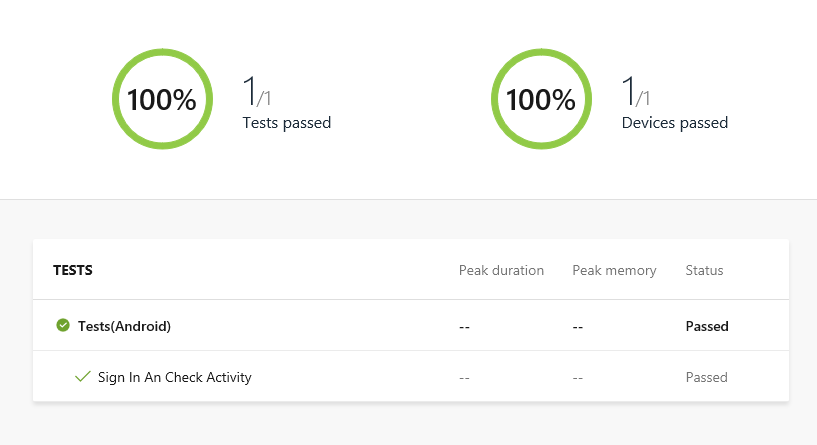 100%
1/1
Tests passed
100%
1/1
Devices passed
TESTS Peak duration Peak memory Status
Tests(Android) -- -- Passed
Sign In An Check Activity -- -- Passed